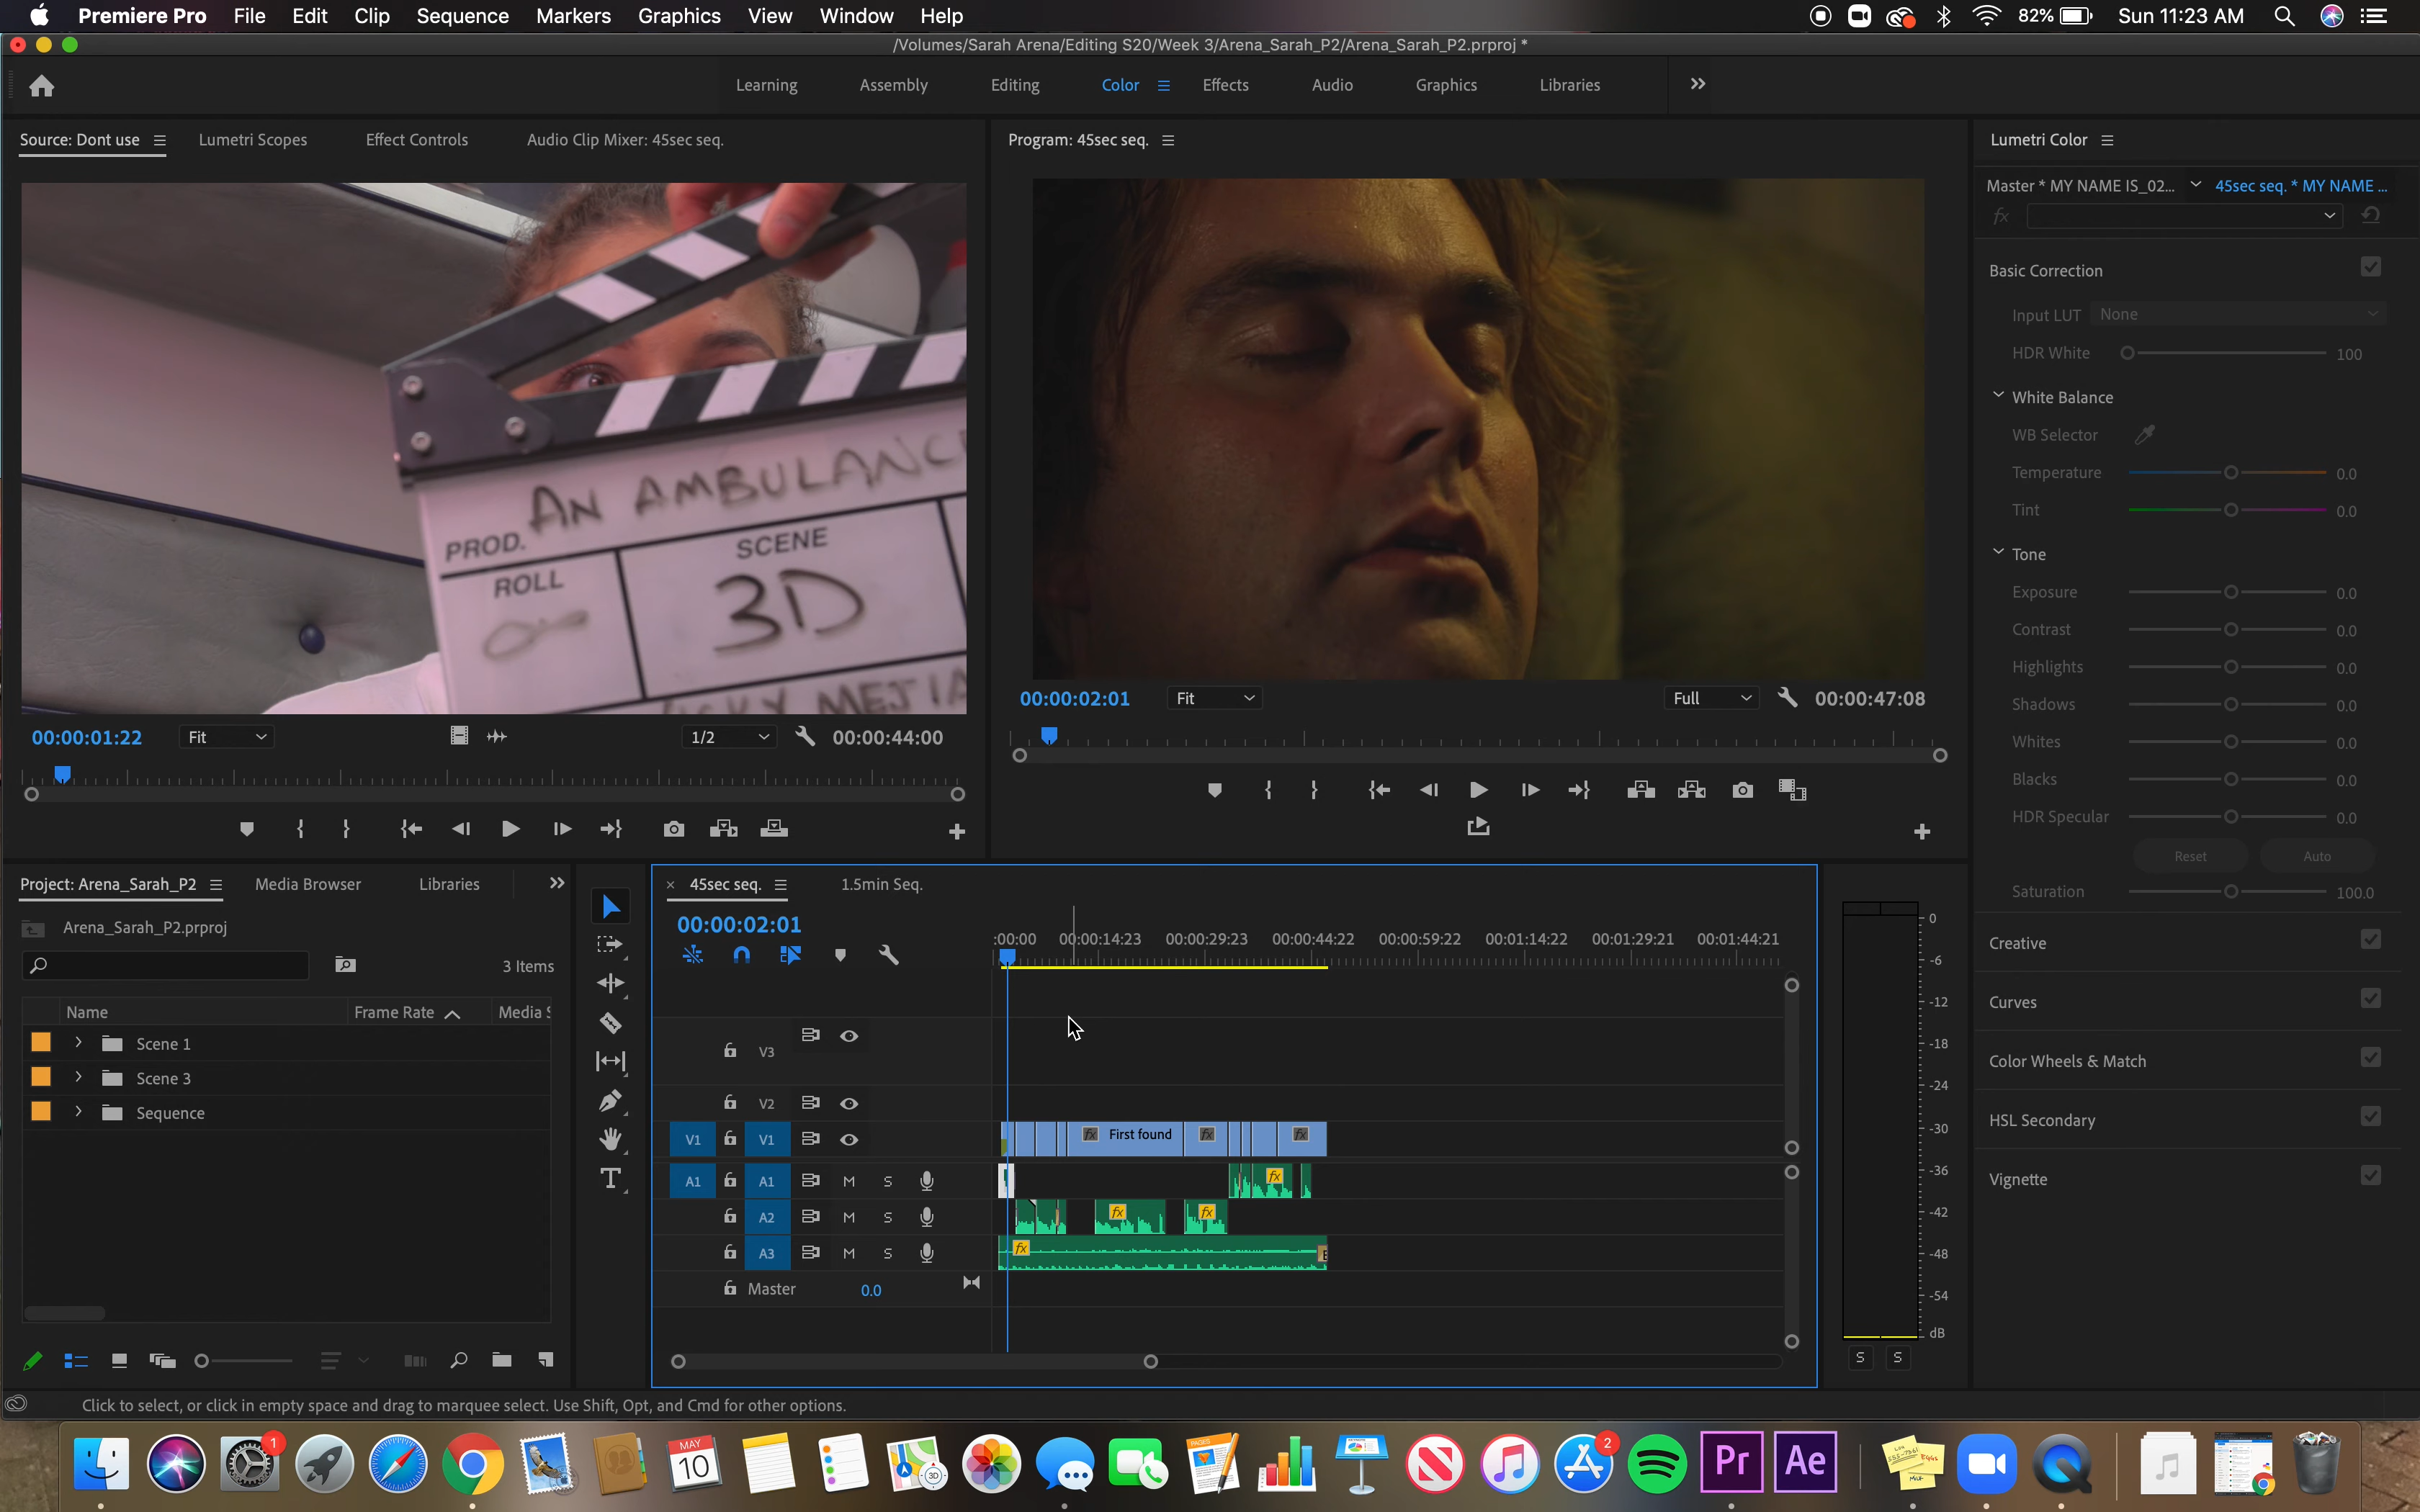 Premiere Pro File Edit Clip Sequence Markers Graphics View Window Help 82% Sun 11:23 AM
/Volumes/Sarah Arena/Editing S20/Week 3/Arena_Sarah_P2/Arena_Sarah_P2.prproj *
Learning Assembly Editing Color Effects Audio Graphics Libraries
Source: Dont use Lumetri Scopes Effect Controls Audio Clip Mixer: 45sec seq.
AN AMBULANC
PROD.
SCENE
ROLL
3D
00:00:01:22 Fit 1/2 00:00:44:00
Program: 45sec seq.
00:00:02:01 Fit Full 00:00:47:08
Lumetri Color
Master * MY NAME IS_02... 45sec seq. * MY NAME ...
fx
Basic Correction
Input LUT None
HDR White 100
White Balance
WB Selector
Temperature 0.0
Tint 0.0
Tone
Exposure 0.0
Contrast 0.0
Highlights 0.0
Shadows 0.0
Whites 0.0
Blacks 0.0
HDR Specular 0.0
Reset Auto
Saturation 100.0
Creative
Curves
Color Wheels & Match
HSL Secondary
Vignette
Project: Arena_Sarah_P2 Media Browser Libraries
Arena_Sarah_P2.prproj
3 Items
Name Frame Rate Media
Scene 1
Scene 3
Sequence
45sec seq. 1.5min Seq.
00:00:02:01
:00:00 00:00:14:23 00:00:29:23 00:00:44:22 00:00:59:22 00:01:14:22 00:01:29:21 00:01:44:21
V3
V2
V1 V1 fx First found fx fx
A1 A1 M S fx
A2 M S fx fx
A3 M S fx
Master 0.0
0
-6
-12
-18
-24
-30
-36
-42
-48
-54
dB
S S
Click to select, or click in empty space and drag to marquee select. Use Shift, Opt, and Cmd for other options.
1 MAY 10 3D 2 Pr Ae